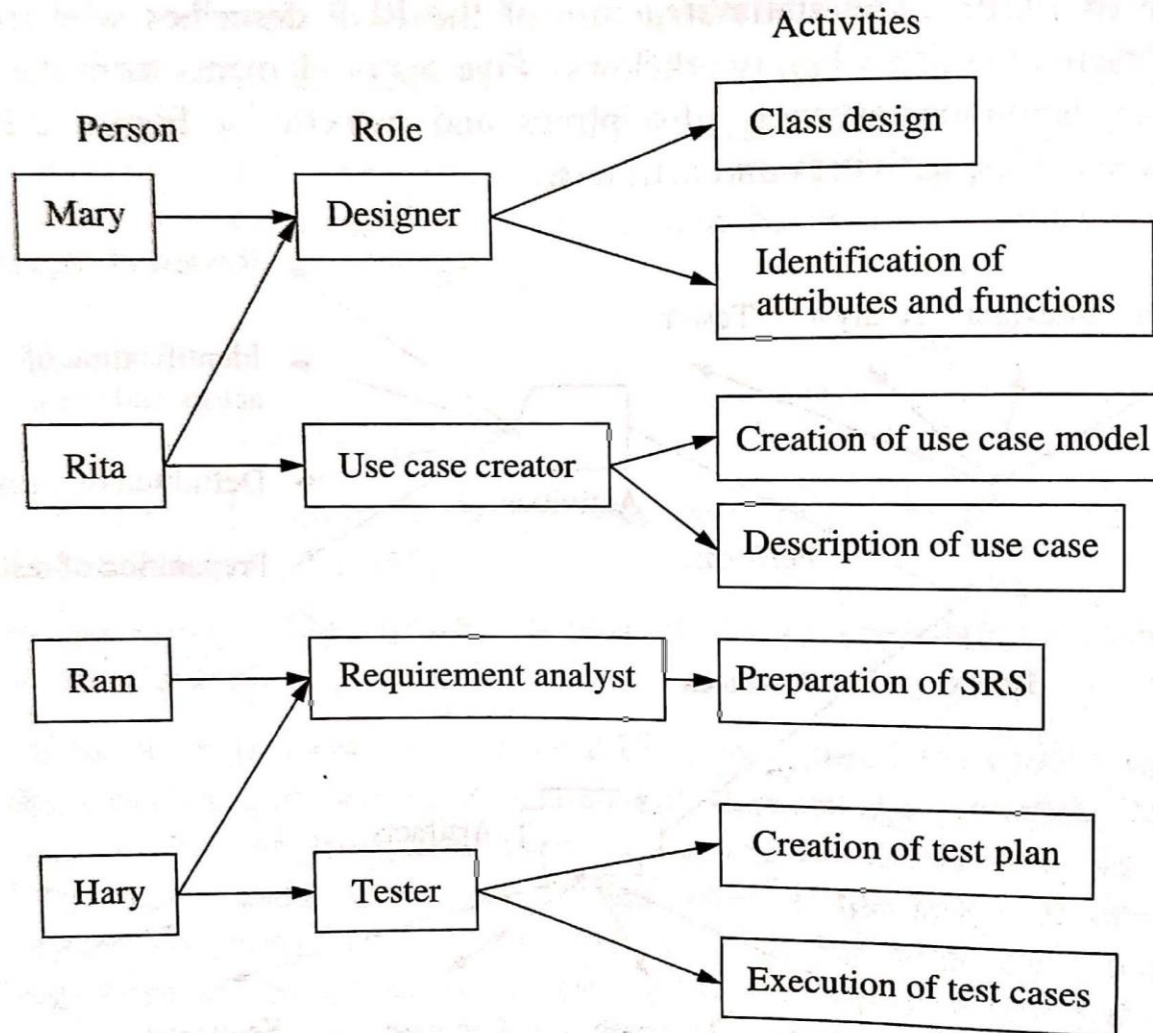 Activities
Person
Role
Class design
Mary
Designer
Identification of
attributes and functions
Rita
Use case creator
Creation of use case model
Description of use case
Ram
Requirement analyst
Preparation of SRS
Hary
Tester
Creation of test plan
Execution of test cases